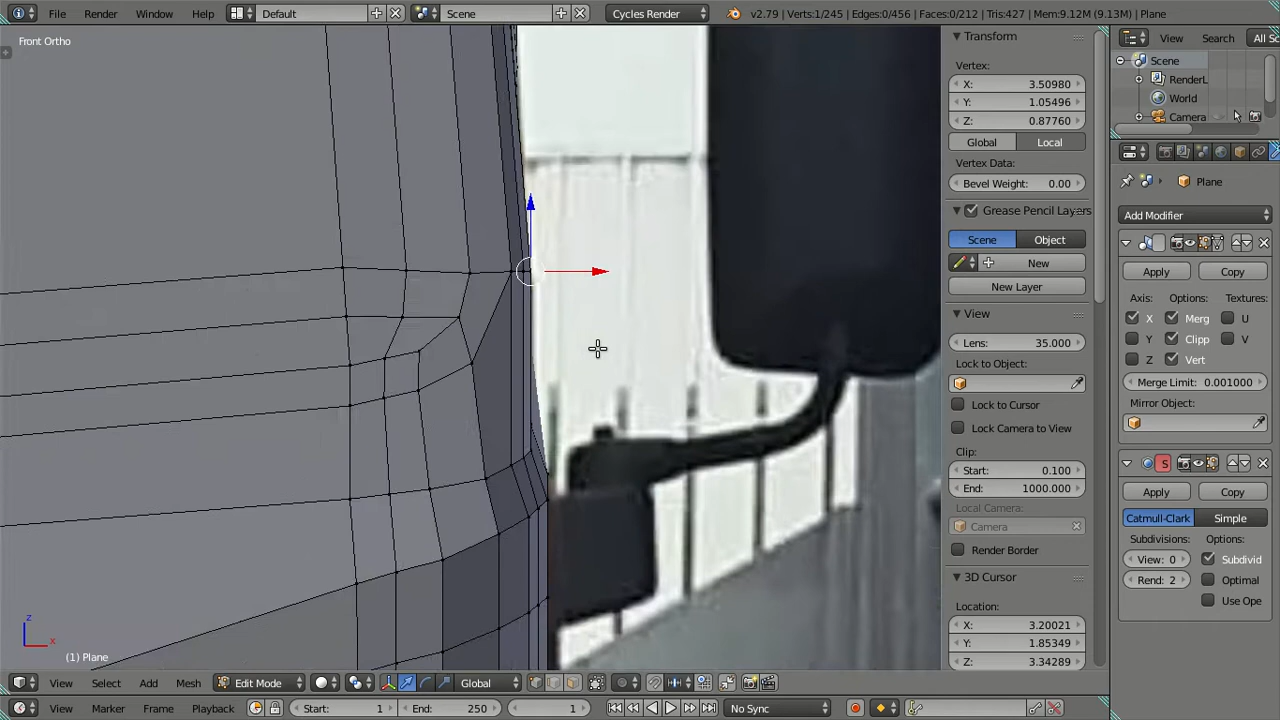 File Render Window Help Default Scene Cycles Render v2.79 | Verts:1/245 | Edges:0/456 | Faces:0/212 | Tris:427 | Mem:9.12M (9.13M) | Plane
Front Ortho
Transform
Vertex:
X: 3.50980
Y: 1.05496
Z: 0.87760
Global Local
Vertex Data:
Bevel Weight: 0.00
Grease Pencil Layers
Scene Object
New
New Layer
View
Lens: 35.000
Lock to Object:
Lock to Cursor
Lock Camera to View
Clip:
Start: 0.100
End: 1000.000
Local Camera:
Camera
Render Border
3D Cursor
Location:
X: 3.20021
Y: 1.85349
Z: 3.34289
View Search All Sc
Scene
RenderL
World
Camera
Plane
Add Modifier
Apply Copy
Axis: Options: Textures:
X Merg U
Y Clipp V
Z Vert
Merge Limit: 0.001000
Mirror Object:
S
Apply Copy
Catmull-Clark Simple
Subdivisions: Options:
View: 0 Subdivid
Rend: 2 Optimal
Use Ope
z
x
(1) Plane
View Select Add Mesh Edit Mode Global
View Marker Frame Playback Start: 1 End: 250 1 No Sync